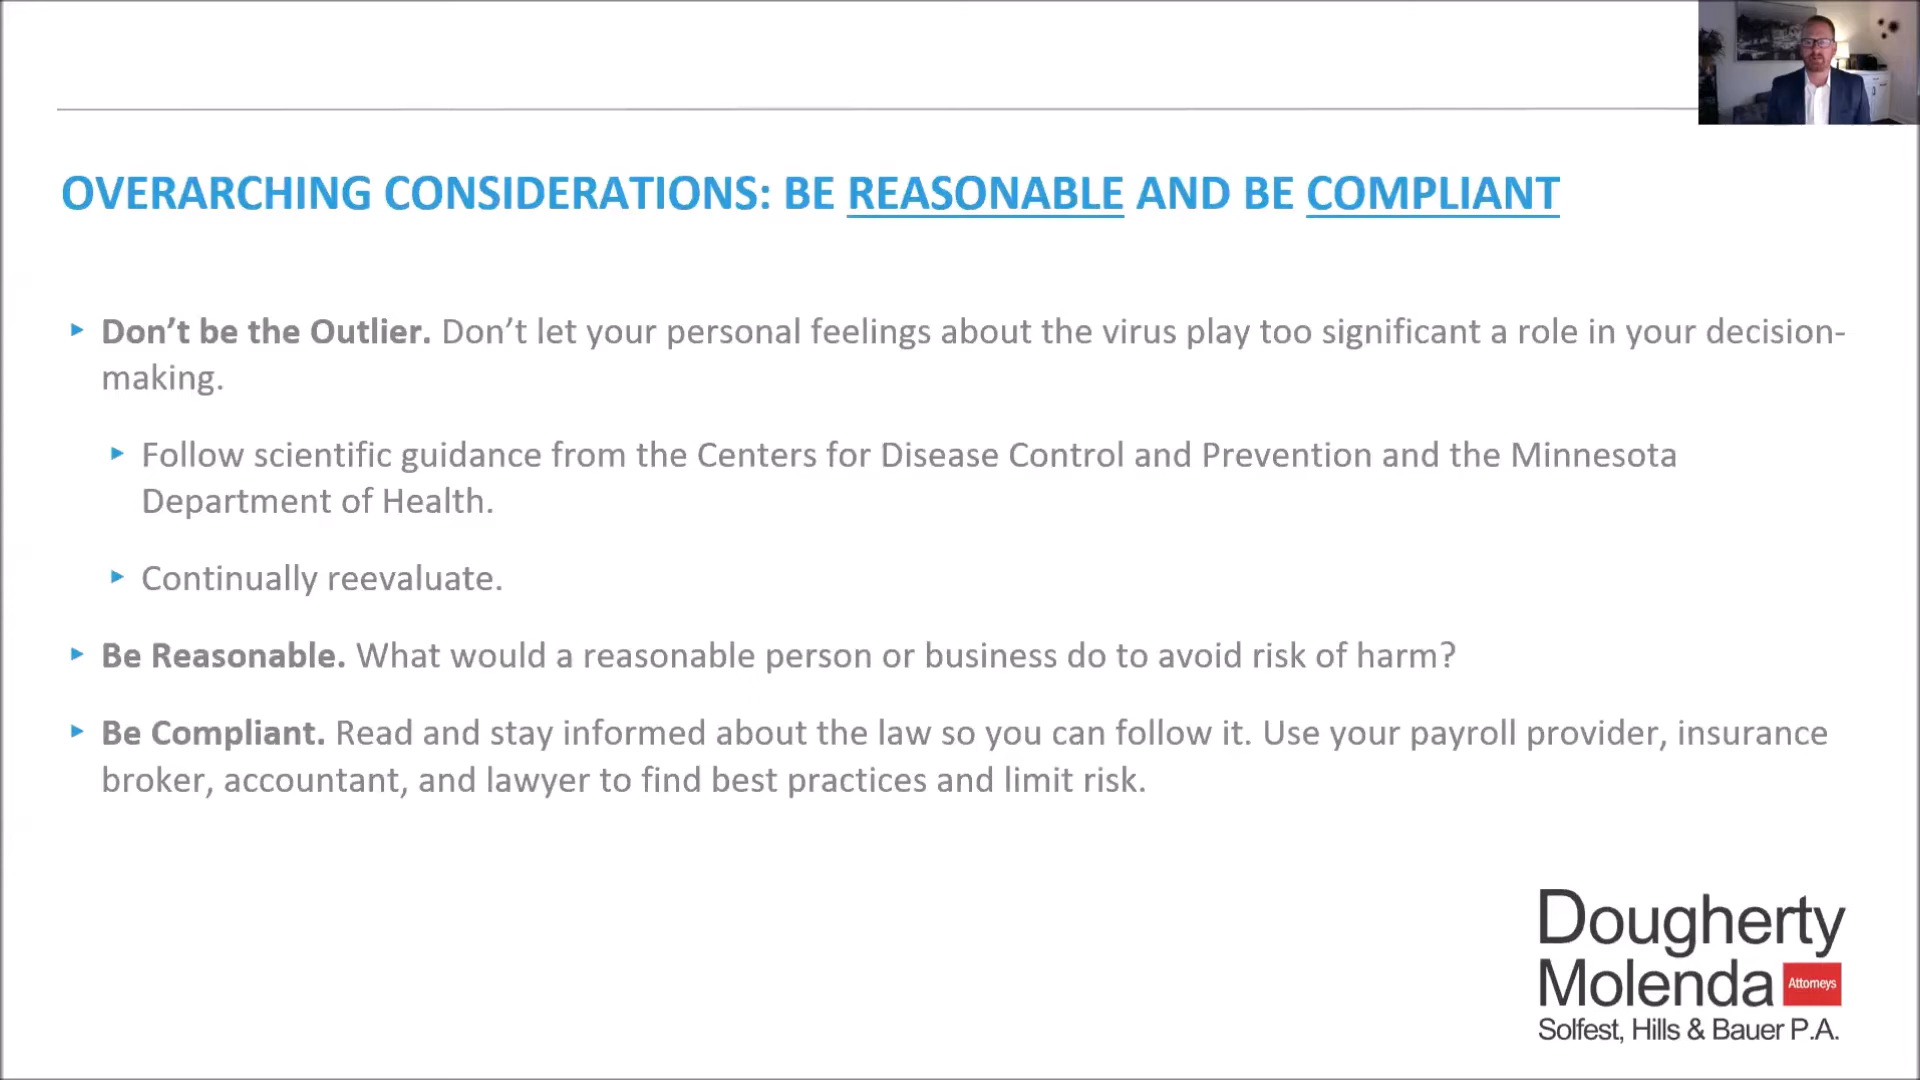 OVERARCHING CONSIDERATIONS: BE REASONABLE AND BE COMPLIANT
Don’t be the Outlier. Don’t let your personal feelings about the virus play too significant a role in your decision-
making.
Follow scientific guidance from the Centers for Disease Control and Prevention and the Minnesota
Department of Health.
Continually reevaluate.
Be Reasonable. What would a reasonable person or business do to avoid risk of harm?
Be Compliant. Read and stay informed about the law so you can follow it. Use your payroll provider, insurance
broker, accountant, and lawyer to find best practices and limit risk.
Dougherty
Molenda Attorneys
Solfest, Hills & Bauer P.A.